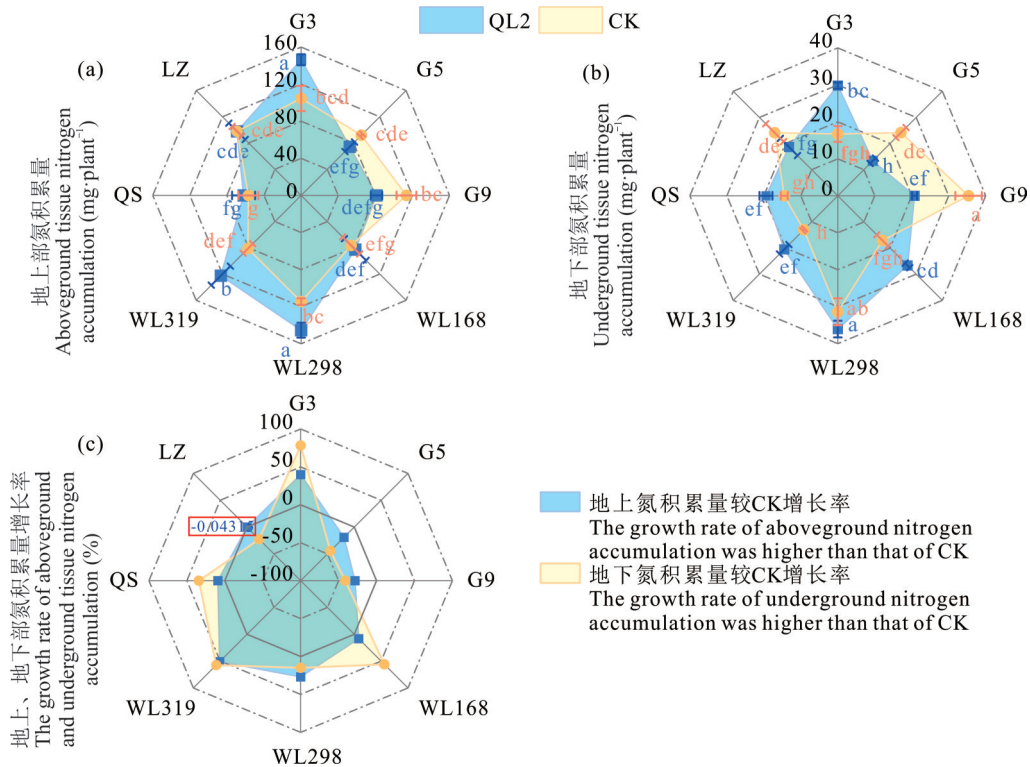 QL2
CK
(a)
地上部氮积累量
Aboveground tissue nitrogen
accumulation (mg plant⁻¹)
G3
G5
G9
WL168
WL298
WL319
QS
LZ
160
120
80
40
0
a
bcd
cde
efg
bc
defg
efg
def
bc
a
def
b
fg
g
cde
cde
(b)
地下部氮积累量
Underground tissue nitrogen
accumulation (mg plant⁻¹)
G3
G5
G9
WL168
WL298
WL319
QS
LZ
40
30
20
10
0
bc
fgh
de
h
ef
a
fgh
cd
ab
a
h
ef
gh
ef
de
fg
(c)
地上、地下部氮积累量增长率
The growth rate of aboveground
and underground tissue nitrogen
accumulation (%)
G3
G5
G9
WL168
WL298
WL319
QS
LZ
100
50
0
-50
-100
地上氮积累量较CK增长率
The growth rate of aboveground nitrogen
accumulation was higher than that of CK
地下氮积累量较CK增长率
The growth rate of underground nitrogen
accumulation was higher than that of CK